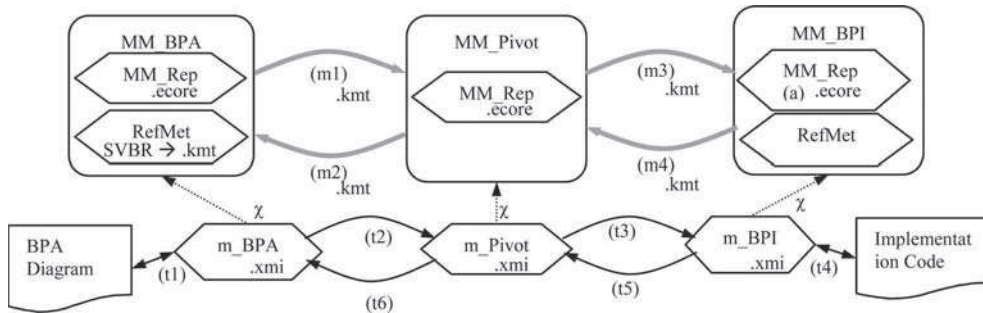 MM_BPA
MM_Rep
.ecore
RefMet
SVBR → .kmt
(m1)
.kmt
(m2)
.kmt
MM_Pivot
MM_Rep
.ecore
(m3)
.kmt
(m4)
.kmt
MM_BPI
MM_Rep
(a) .ecore
RefMet
χ
χ
χ
BPA
Diagram
(t1)
m_BPA
.xmi
(t2)
(t6)
m_Pivot
.xmi
(t3)
(t5)
m_BPI
.xmi
(t4)
Implementat
ion Code